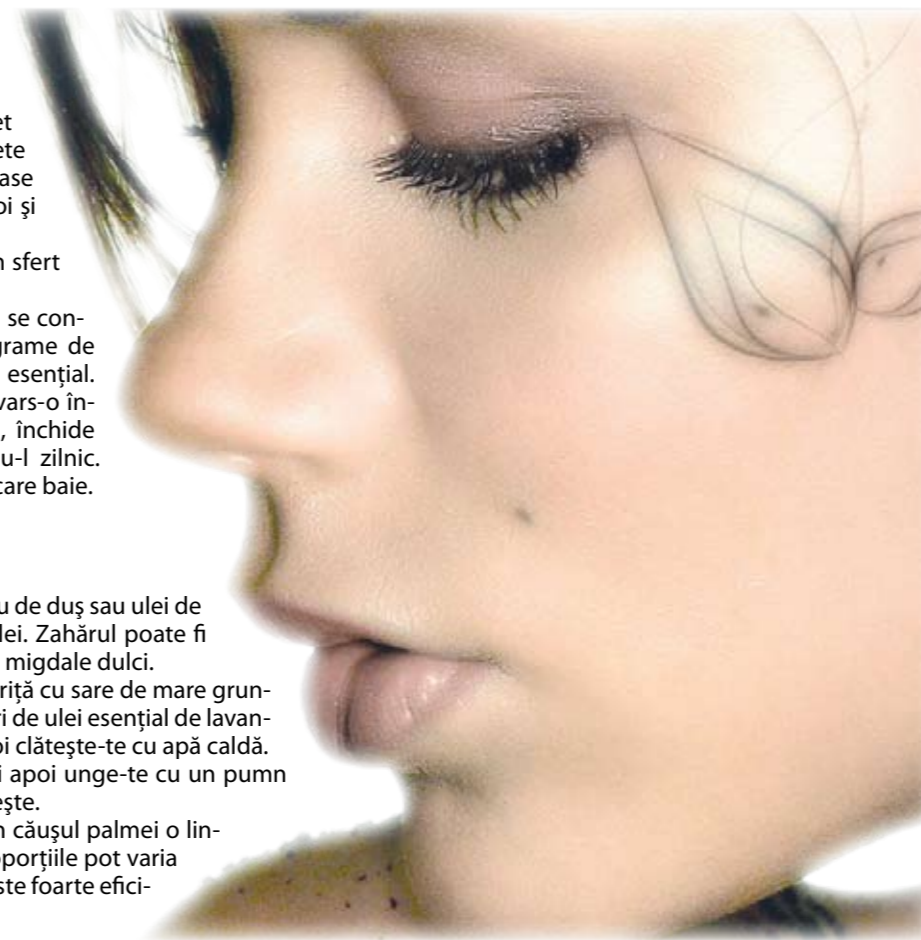 et
ete
ase
oi şi
n sfert
se con-
grame de
esenţial.
vars-o în-
, închide
u-l zilnic.
care baie.
u de duş sau ulei de
lei. Zahărul poate fi
migdale dulci.
riţă cu sare de mare grun-
ri de ulei esenţial de lavan-
oi clăteşte-te cu apă caldă.
i apoi unge-te cu un pumn
eşte.
n căuşul palmei o lin-
oporţiile pot varia
ste foarte efici-